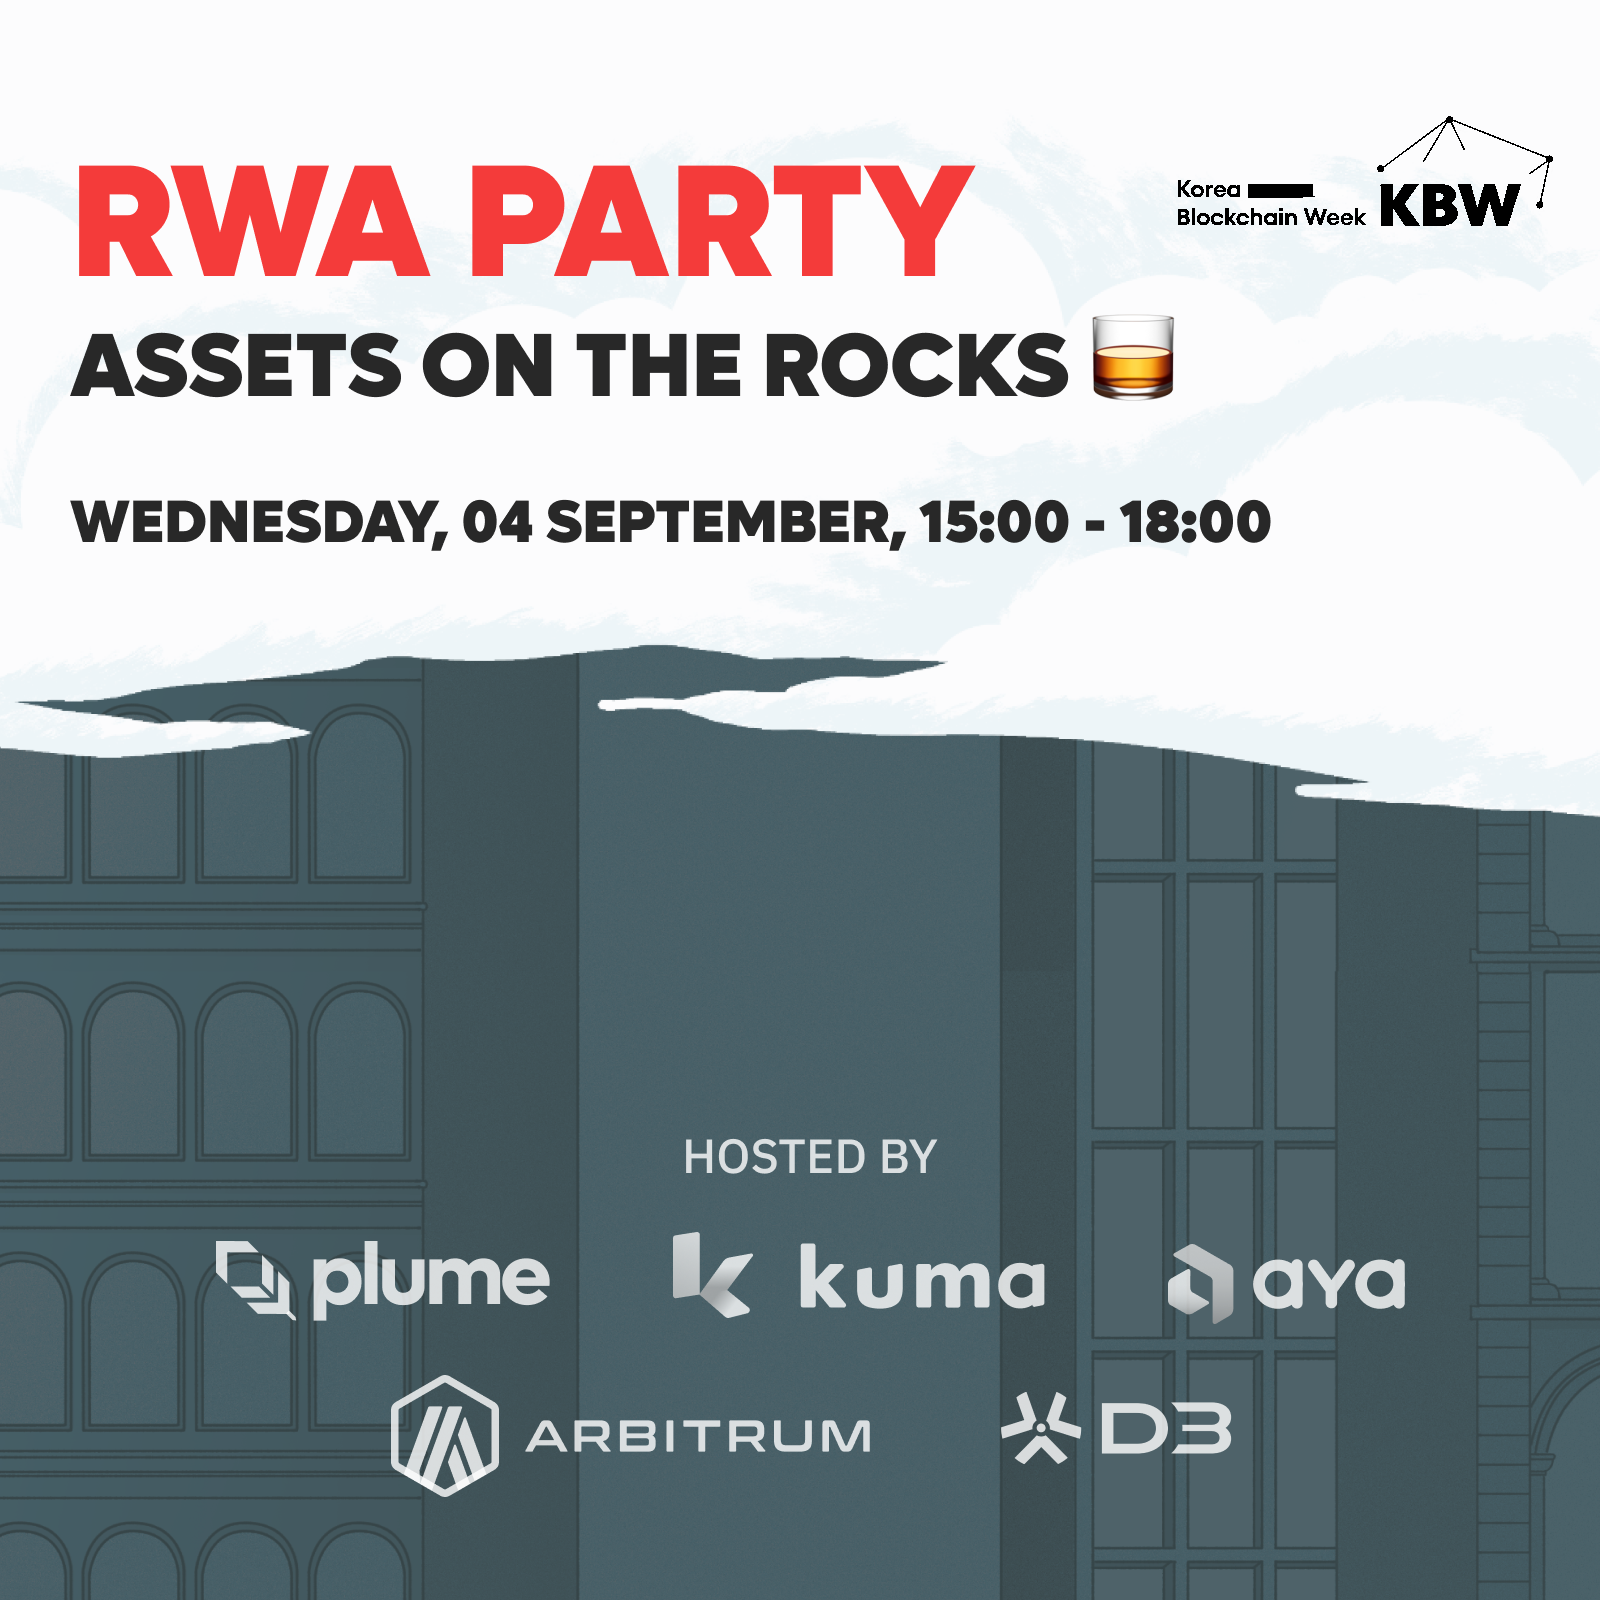 RWA PARTY
ASSETS ON THE ROCKS
WEDNESDAY, 04 SEPTEMBER, 15:00 - 18:00
Korea
Blockchain Week
KBW
HOSTED BY
plume
kuma
aya
ARBITRUM
D3